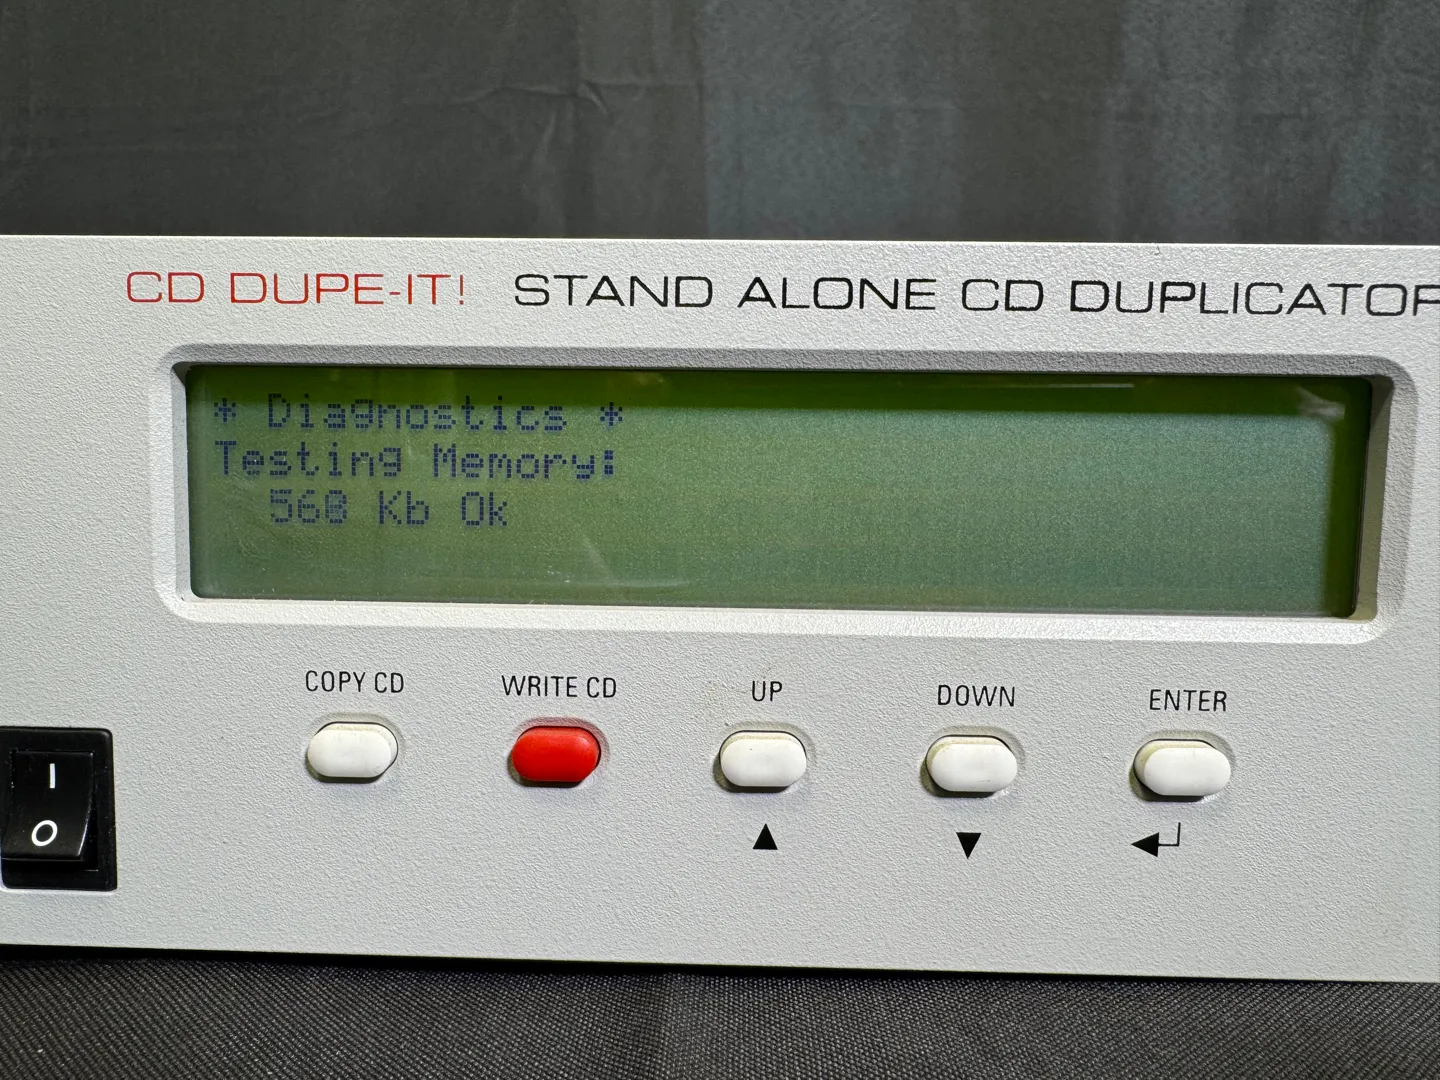 CD DUPE-IT! STAND ALONE CD DUPLICATOR
* Diagnostics *
Testing Memory:
Kb Ok
COPY CD WRITE CD UP DOWN ENTER
I
O